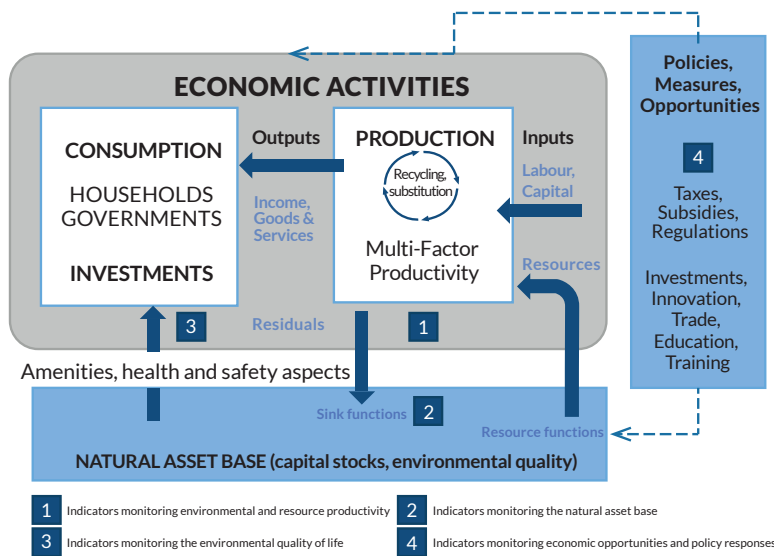 ECONOMIC ACTIVITIES
CONSUMPTION
HOUSEHOLDS
GOVERNMENTS
INVESTMENTS
3
Outputs
Income,
Goods &
Services
Residuals
PRODUCTION
Recycling,
substitution
Multi-Factor
Productivity
1
Inputs
Labour,
Capital
Resources
Policies,
Measures,
Opportunities
4
Taxes,
Subsidies,
Regulations
Investments,
Innovation,
Trade,
Education,
Training
Amenities, health and safety aspects
Sink functions
2
Resource functions
NATURAL ASSET BASE (capital stocks, environmental quality)
1 Indicators monitoring environmental and resource productivity
2 Indicators monitoring the natural asset base
3 Indicators monitoring the environmental quality of life
4 Indicators monitoring economic opportunities and policy responses